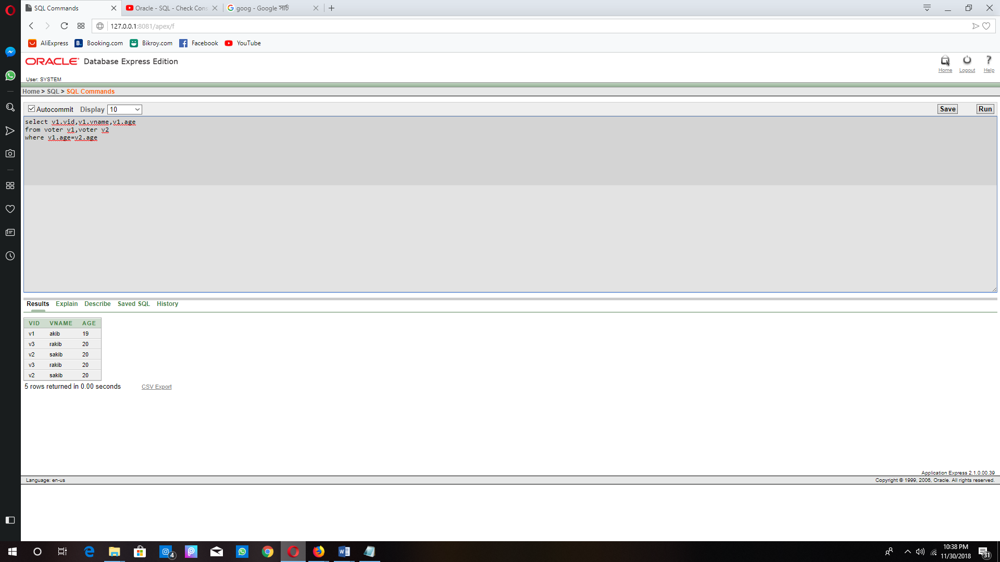 SQL Commands
Oracle - SQL - Check Cons
goog - Google সার্চ
127.0.0.1:8081/apex/f
AliExpress
Booking.com
Bikroy.com
Facebook
YouTube
ORACLE Database Express Edition
Home
Logout
Help
User: SYSTEM
Home > SQL > SQL Commands
Autocommit Display 10
Save
Run
select v1.vid,v1.vname,v1.age
from voter v1,voter v2
where v1.age=v2.age
Results Explain Describe Saved SQL History
VID VNAME AGE
v1 akib 19
v3 rakib 20
v2 sakib 20
v3 rakib 20
v2 sakib 20
5 rows returned in 0.00 seconds
CSV Export
Application Express 2.1.0.00.39
Language: en-us
Copyright © 1999, 2006, Oracle. All rights reserved.
4
10:38 PM
11/30/2018
31